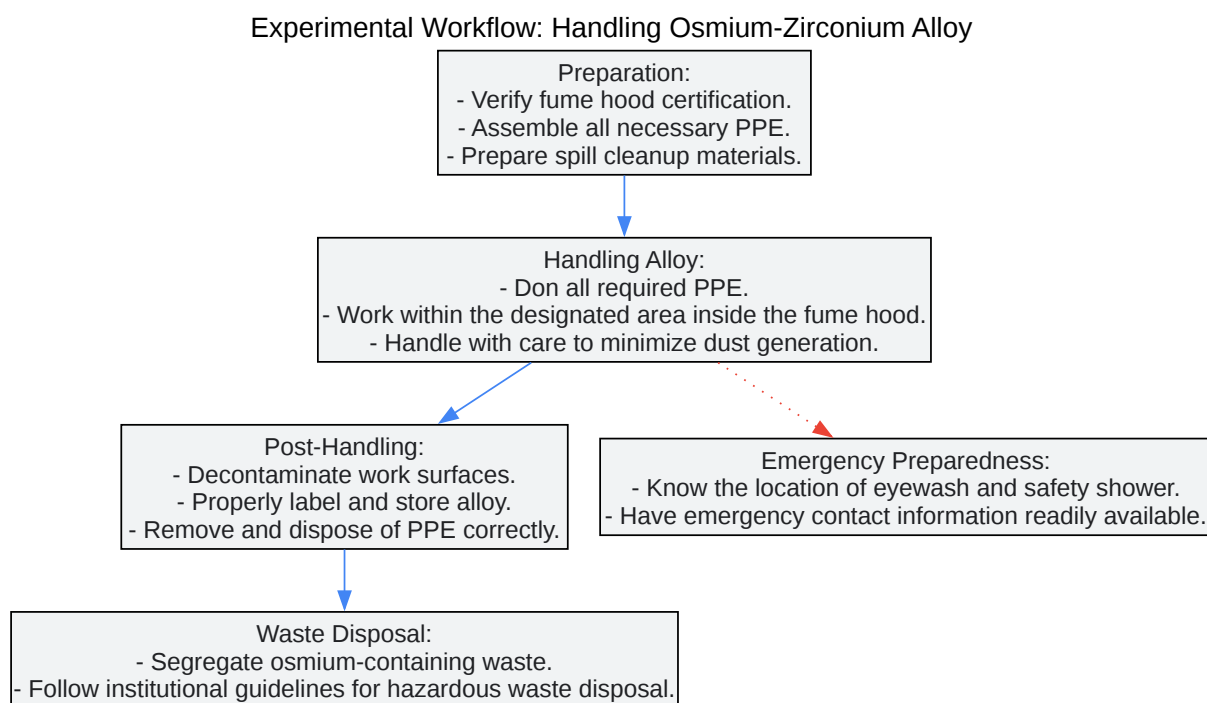 Experimental Workflow: Handling Osmium-Zirconium Alloy
Preparation:
- Verify fume hood certification.
- Assemble all necessary PPE.
- Prepare spill cleanup materials.
Handling Alloy:
- Don all required PPE.
- Work within the designated area inside the fume hood.
- Handle with care to minimize dust generation.
Post-Handling:
- Decontaminate work surfaces.
- Properly label and store alloy.
- Remove and dispose of PPE correctly.
Emergency Preparedness:
- Know the location of eyewash and safety shower.
- Have emergency contact information readily available.
Waste Disposal:
- Segregate osmium-containing waste.
- Follow institutional guidelines for hazardous waste disposal.